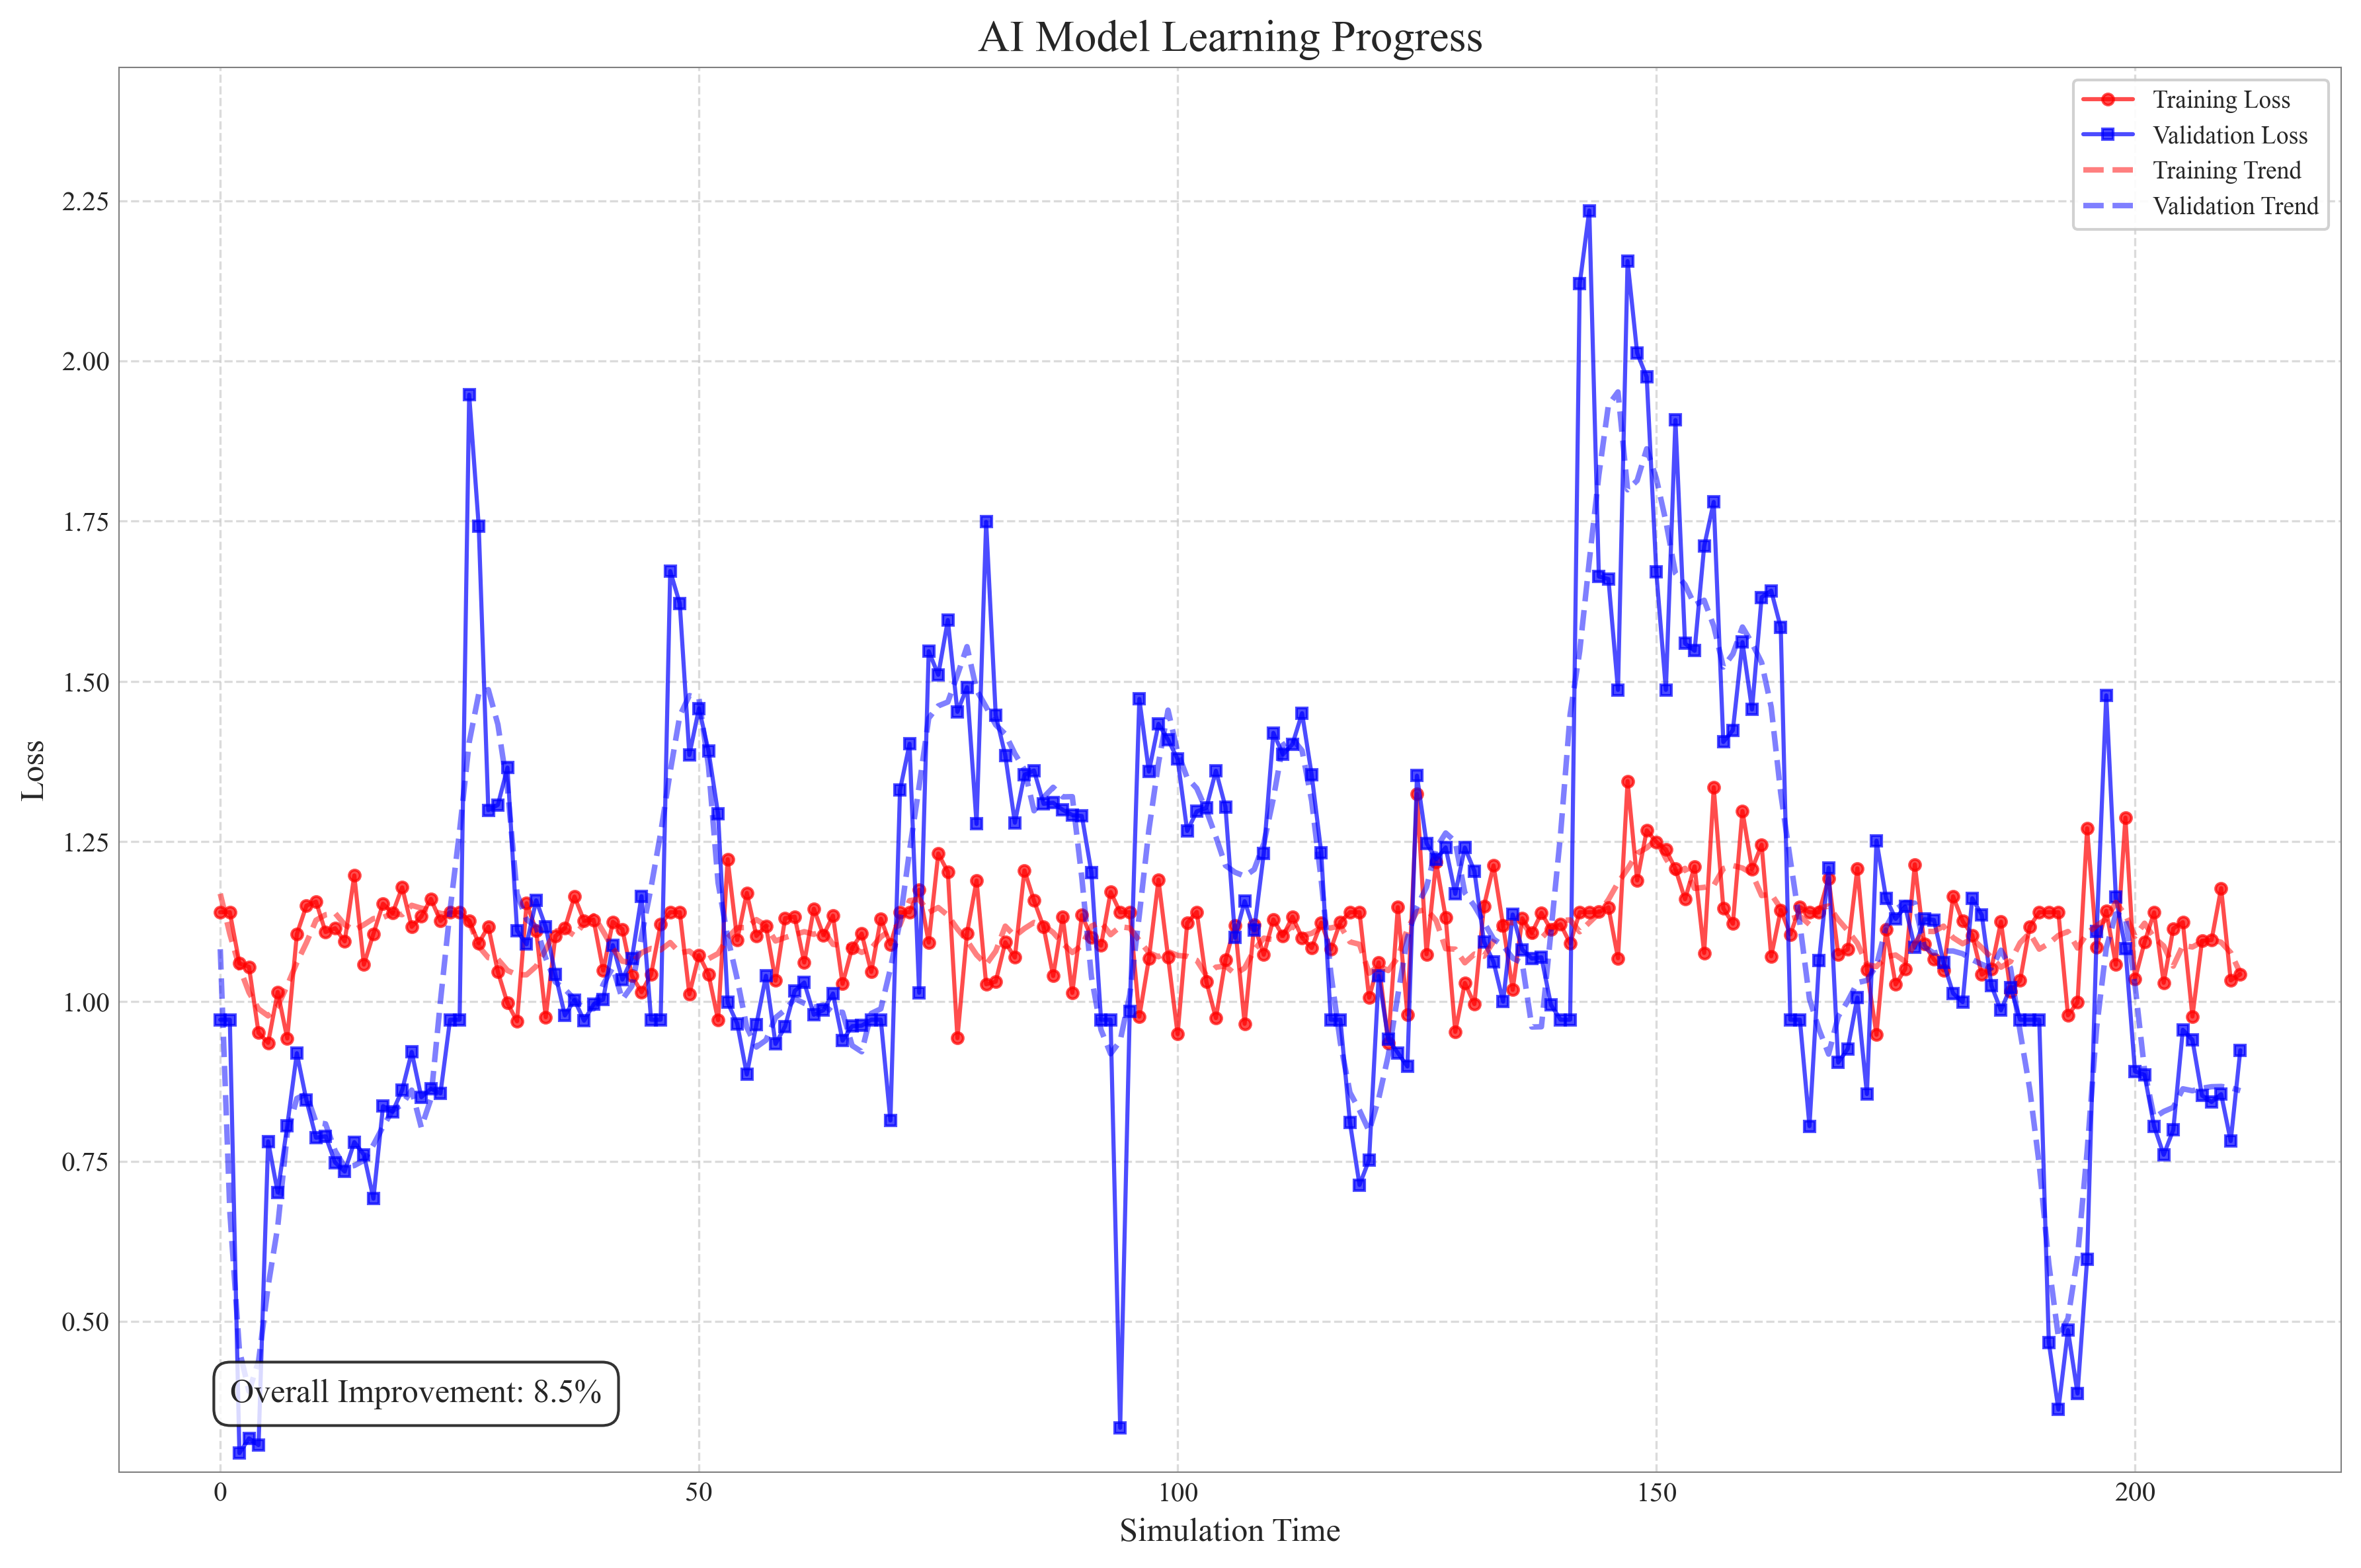 AI Model Learning Progress
Training Loss
Validation Loss
Training Trend
Validation Trend
2.25
2.00
1.75
1.50
1.25
1.00
0.75
0.50
Loss
Overall Improvement: 8.5%
0
50
100
150
200
Simulation Time